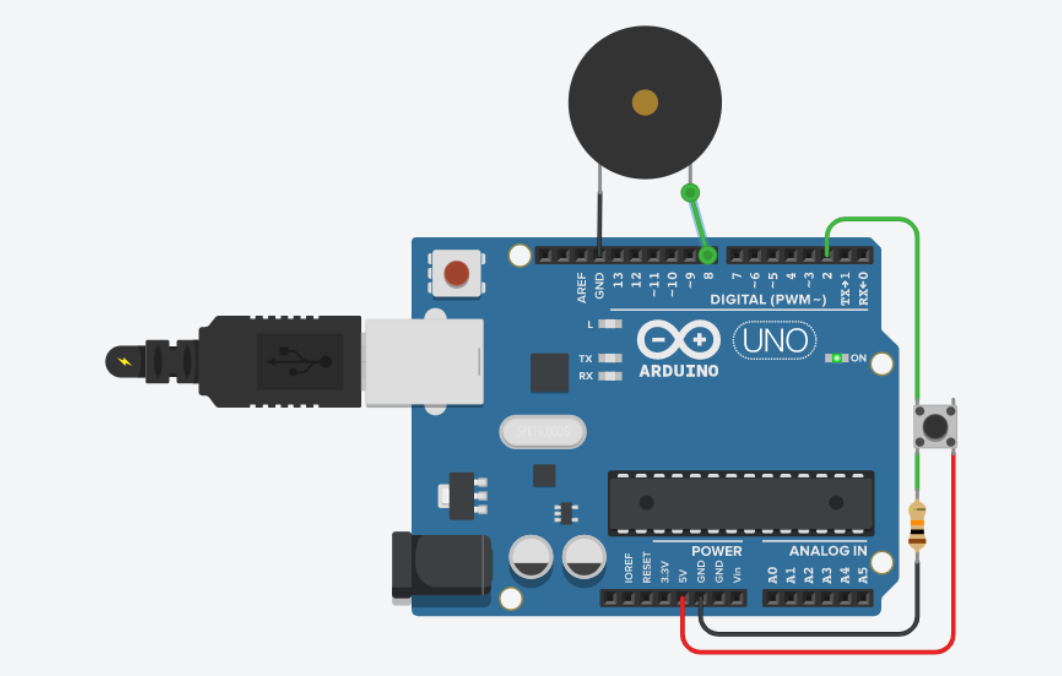 AREF
GND
13
12
~11
~10
~9
8
7
~6
~5
4
~3
2
TX→1
RX←0
DIGITAL (PWM~)
L
TX
RX
ARDUINO
UNO
ON
POWER
ANALOG IN
IOREF
RESET
3.3V
5V
GND
GND
Vin
A0
A1
A2
A3
A4
A5